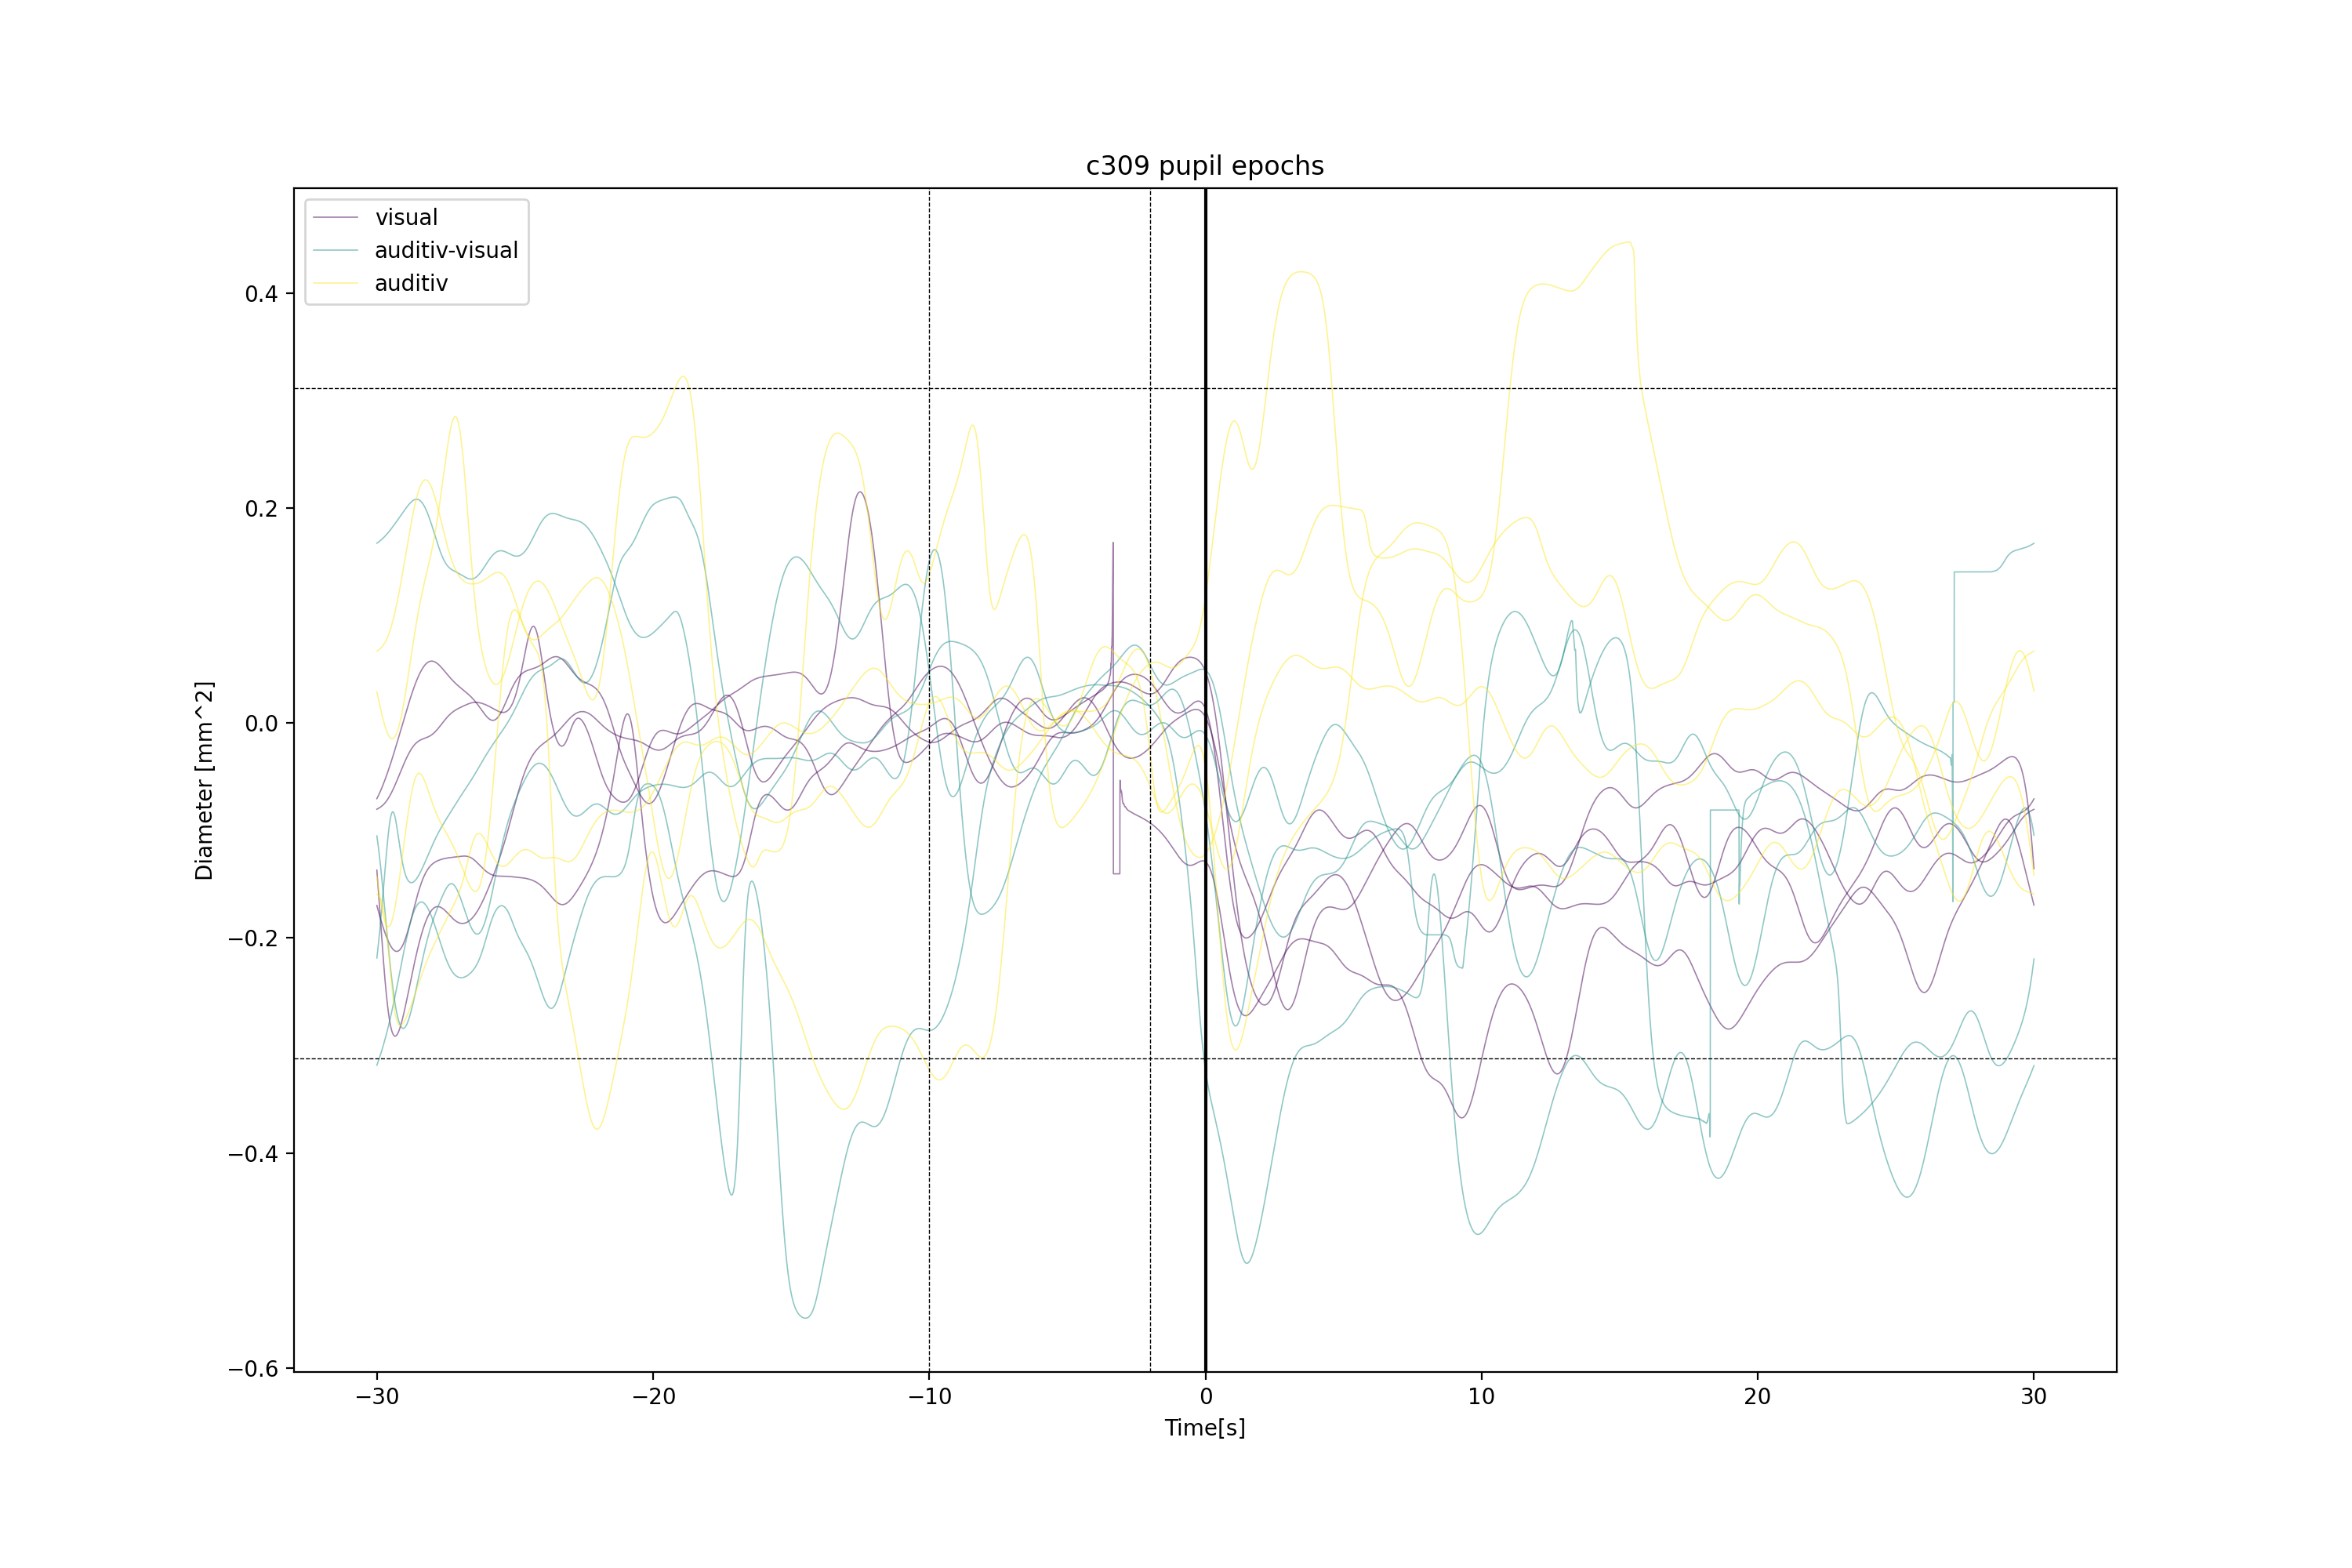 c309 pupil epochs
visual
auditiv-visual
auditiv
0.4
0.2
0.0
−0.2
−0.4
−0.6
Diameter [mm^2]
−30
−20
−10
0
10
20
30
Time[s]